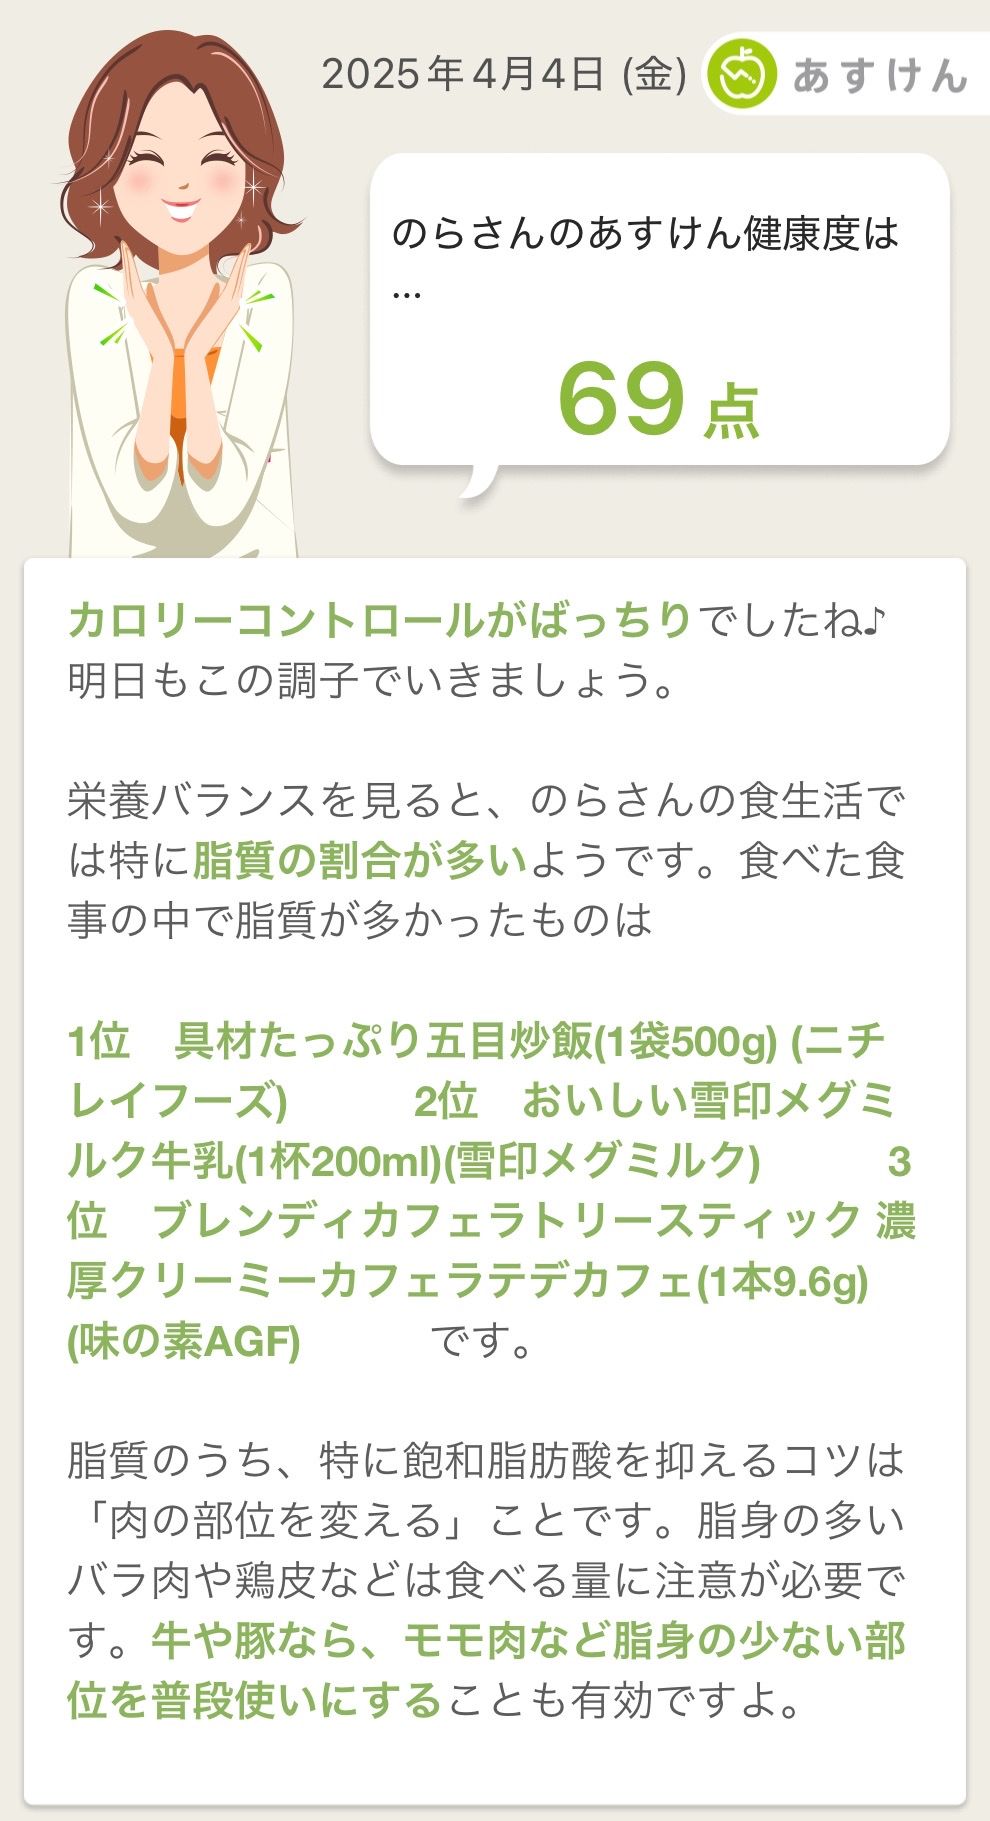 2025年4月4日 (金)
あすけん
のらさんのあすけん健康度は
…
69点
カロリーコントロールがばっちりでしたね♪
明日もこの調子でいきましょう。
栄養バランスを見ると、のらさんの食生活で
は特に脂質の割合が多いようです。食べた食
事の中で脂質が多かったものは
1位　具材たっぷり五目炒飯(1袋500g) (ニチ
レイフーズ)　　　2位　おいしい雪印メグミ
ルク牛乳(1杯200ml)(雪印メグミルク)　　　3
位　ブレンディカフェラトリースティック 濃
厚クリーミーカフェラテデカフェ(1本9.6g)
(味の素AGF)　　　です。
脂質のうち、特に飽和脂肪酸を抑えるコツは
「肉の部位を変える」ことです。脂身の多い
バラ肉や鶏皮などは食べる量に注意が必要で
す。牛や豚なら、モモ肉など脂身の少ない部
位を普段使いにすることも有効ですよ。